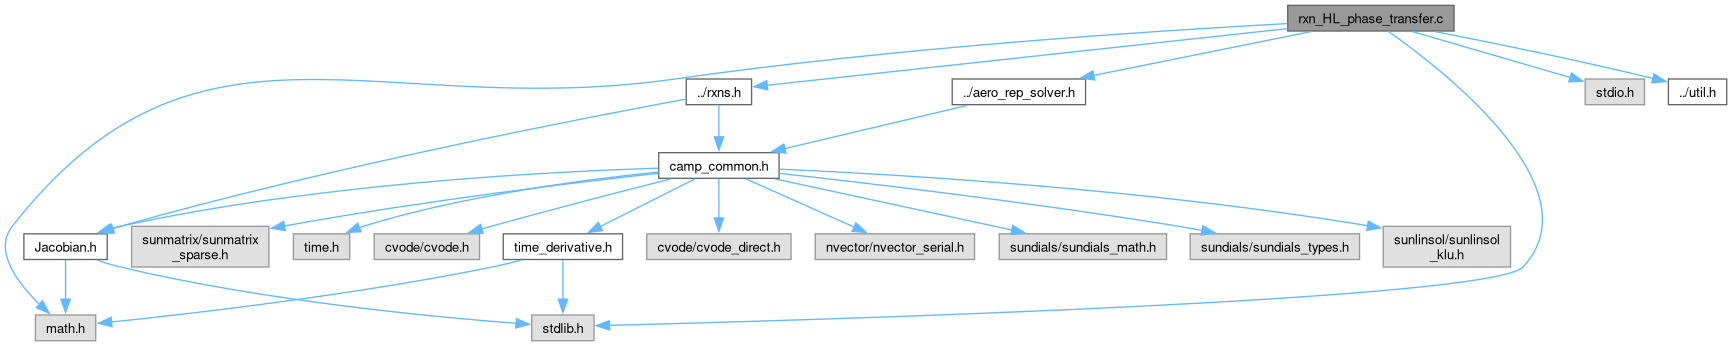 rxn_HL_phase_transfer.c
../rxns.h
../aero_rep_solver.h
stdio.h
../util.h
camp_common.h
Jacobian.h
sunmatrix/sunmatrix
_sparse.h
time.h
cvode/cvode.h
time_derivative.h
cvode/cvode_direct.h
nvector/nvector_serial.h
sundials/sundials_math.h
sundials/sundials_types.h
sunlinsol/sunlinsol
_klu.h
math.h
stdlib.h